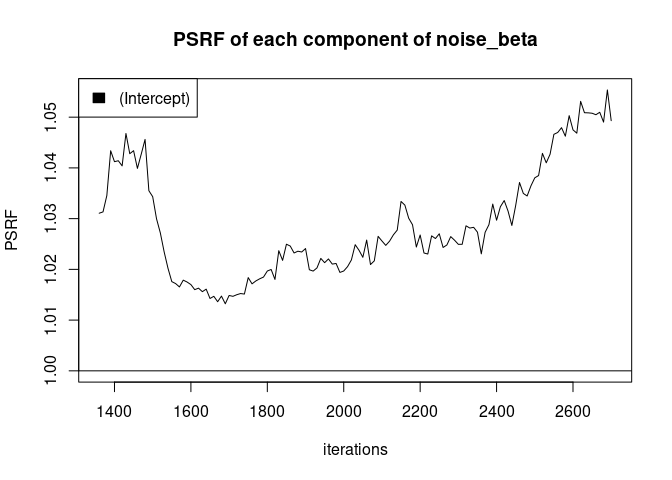 PSRF of each component of noise_beta
(Intercept)
PSRF
1.05
1.04
1.03
1.02
1.01
1.00
1400 1600 1800 2000 2200 2400 2600
iterations